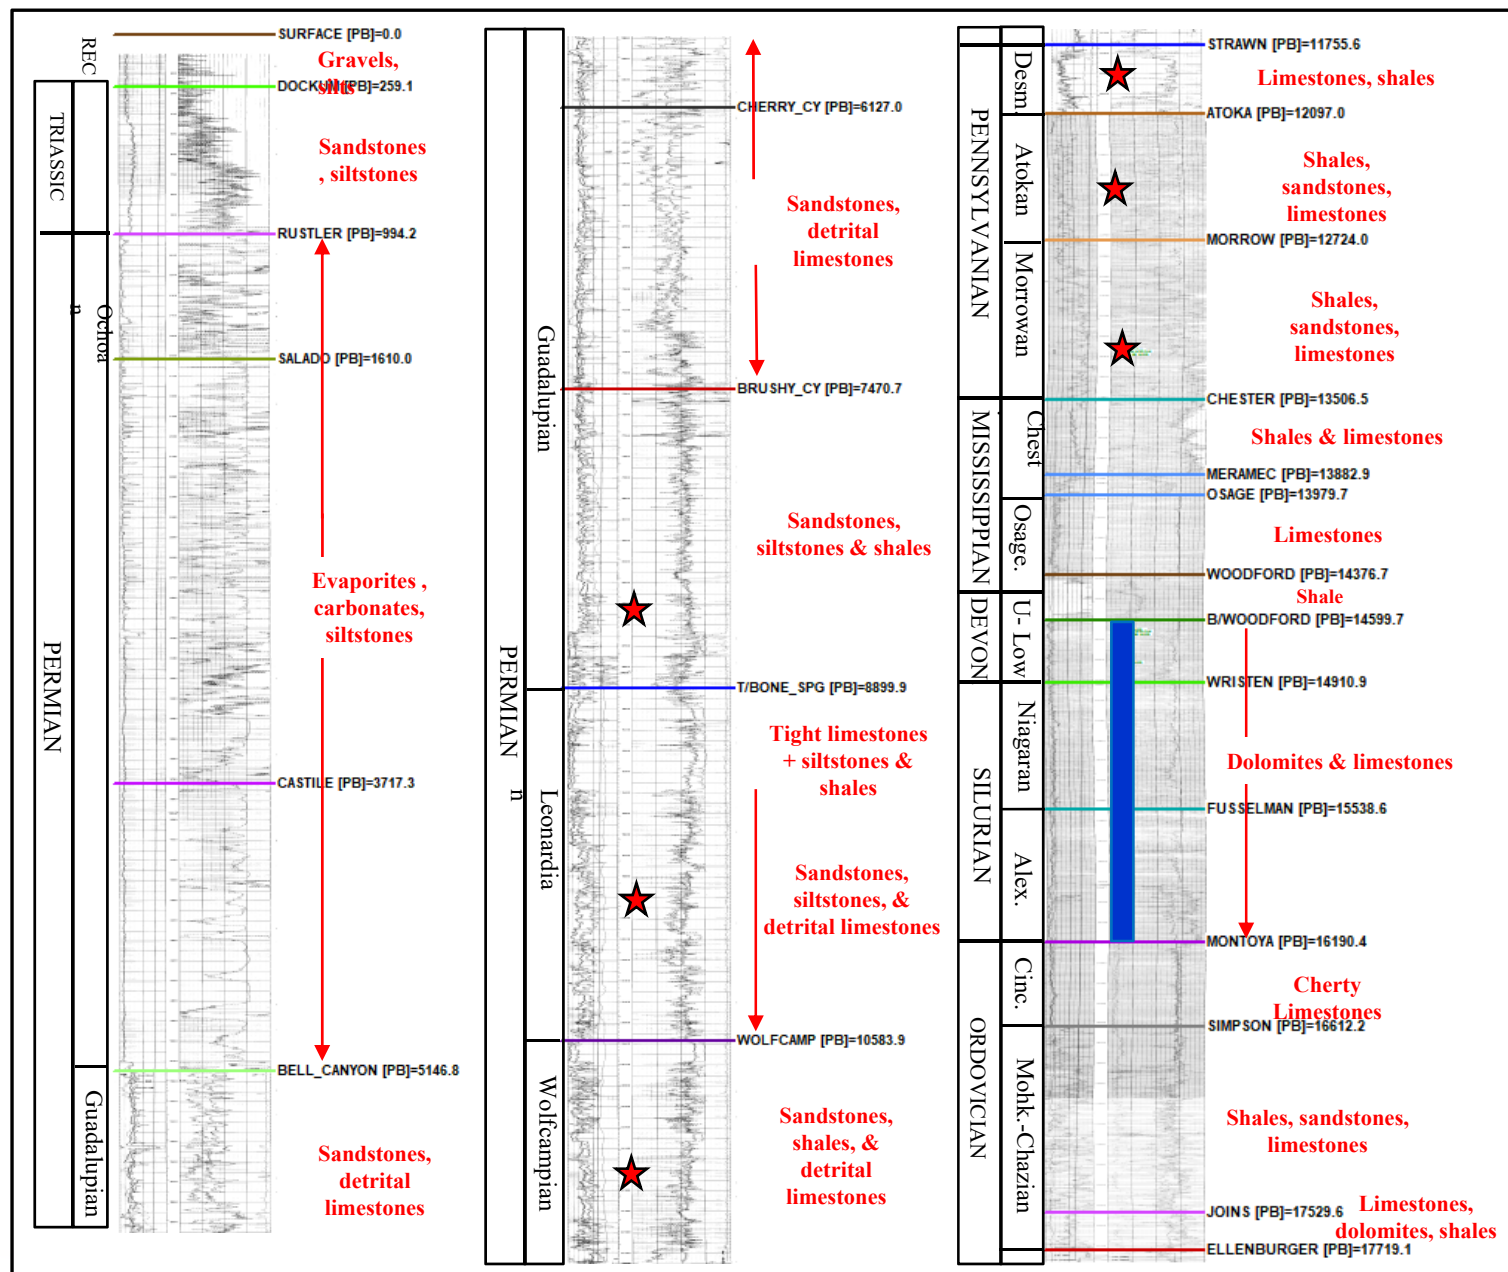 REC
TRIASSIC
PERMIAN
Ochoa
n
Guadalupian
SURFACE [PB]=0.0
Gravels,
silts
DOCKUM [PB]=259.1
Sandstones
, siltstones
RUSTLER [PB]=994.2
SALADO [PB]=1610.0
Evaporites ,
carbonates,
siltstones
CASTILE [PB]=3717.3
BELL_CANYON [PB]=5146.8
Sandstones,
detrital
limestones
PERMIAN
n
Guadalupian
Leonardia
Wolfcampian
CHERRY_CY [PB]=6127.0
Sandstones,
detrital
limestones
BRUSHY_CY [PB]=7470.7
Sandstones,
siltstones & shales
T/BONE_SPG [PB]=8899.9
Tight limestones
+ siltstones &
shales
Sandstones,
siltstones, &
detrital limestones
WOLFCAMP [PB]=10583.9
Sandstones,
shales, &
detrital
limestones
PENNSYLVANIAN
MISSISSIPPIAN
DEVON
SILURIAN
ORDOVICIAN
Desm.
Atokan
Morrowan
Chest
Osage.
U- Low
Niagaran
Alex.
Cinc.
Mohk.-Chazian
STRAWN [PB]=11755.6
Limestones, shales
ATOKA [PB]=12097.0
Shales,
sandstones,
limestones
MORROW [PB]=12724.0
Shales,
sandstones,
limestones
CHESTER [PB]=13506.5
Shales & limestones
MERAMEC [PB]=13882.9
OSAGE [PB]=13979.7
Limestones
WOODFORD [PB]=14376.7
Shale
B/WOODFORD [PB]=14599.7
WRISTEN [PB]=14910.9
Dolomites & limestones
FUSSELMAN [PB]=15538.6
MONTOYA [PB]=16190.4
Cherty
Limestones
SIMPSON [PB]=16612.2
Shales, sandstones,
limestones
JOINS [PB]=17529.6
Limestones,
dolomites, shales
ELLENBURGER [PB]=17719.1